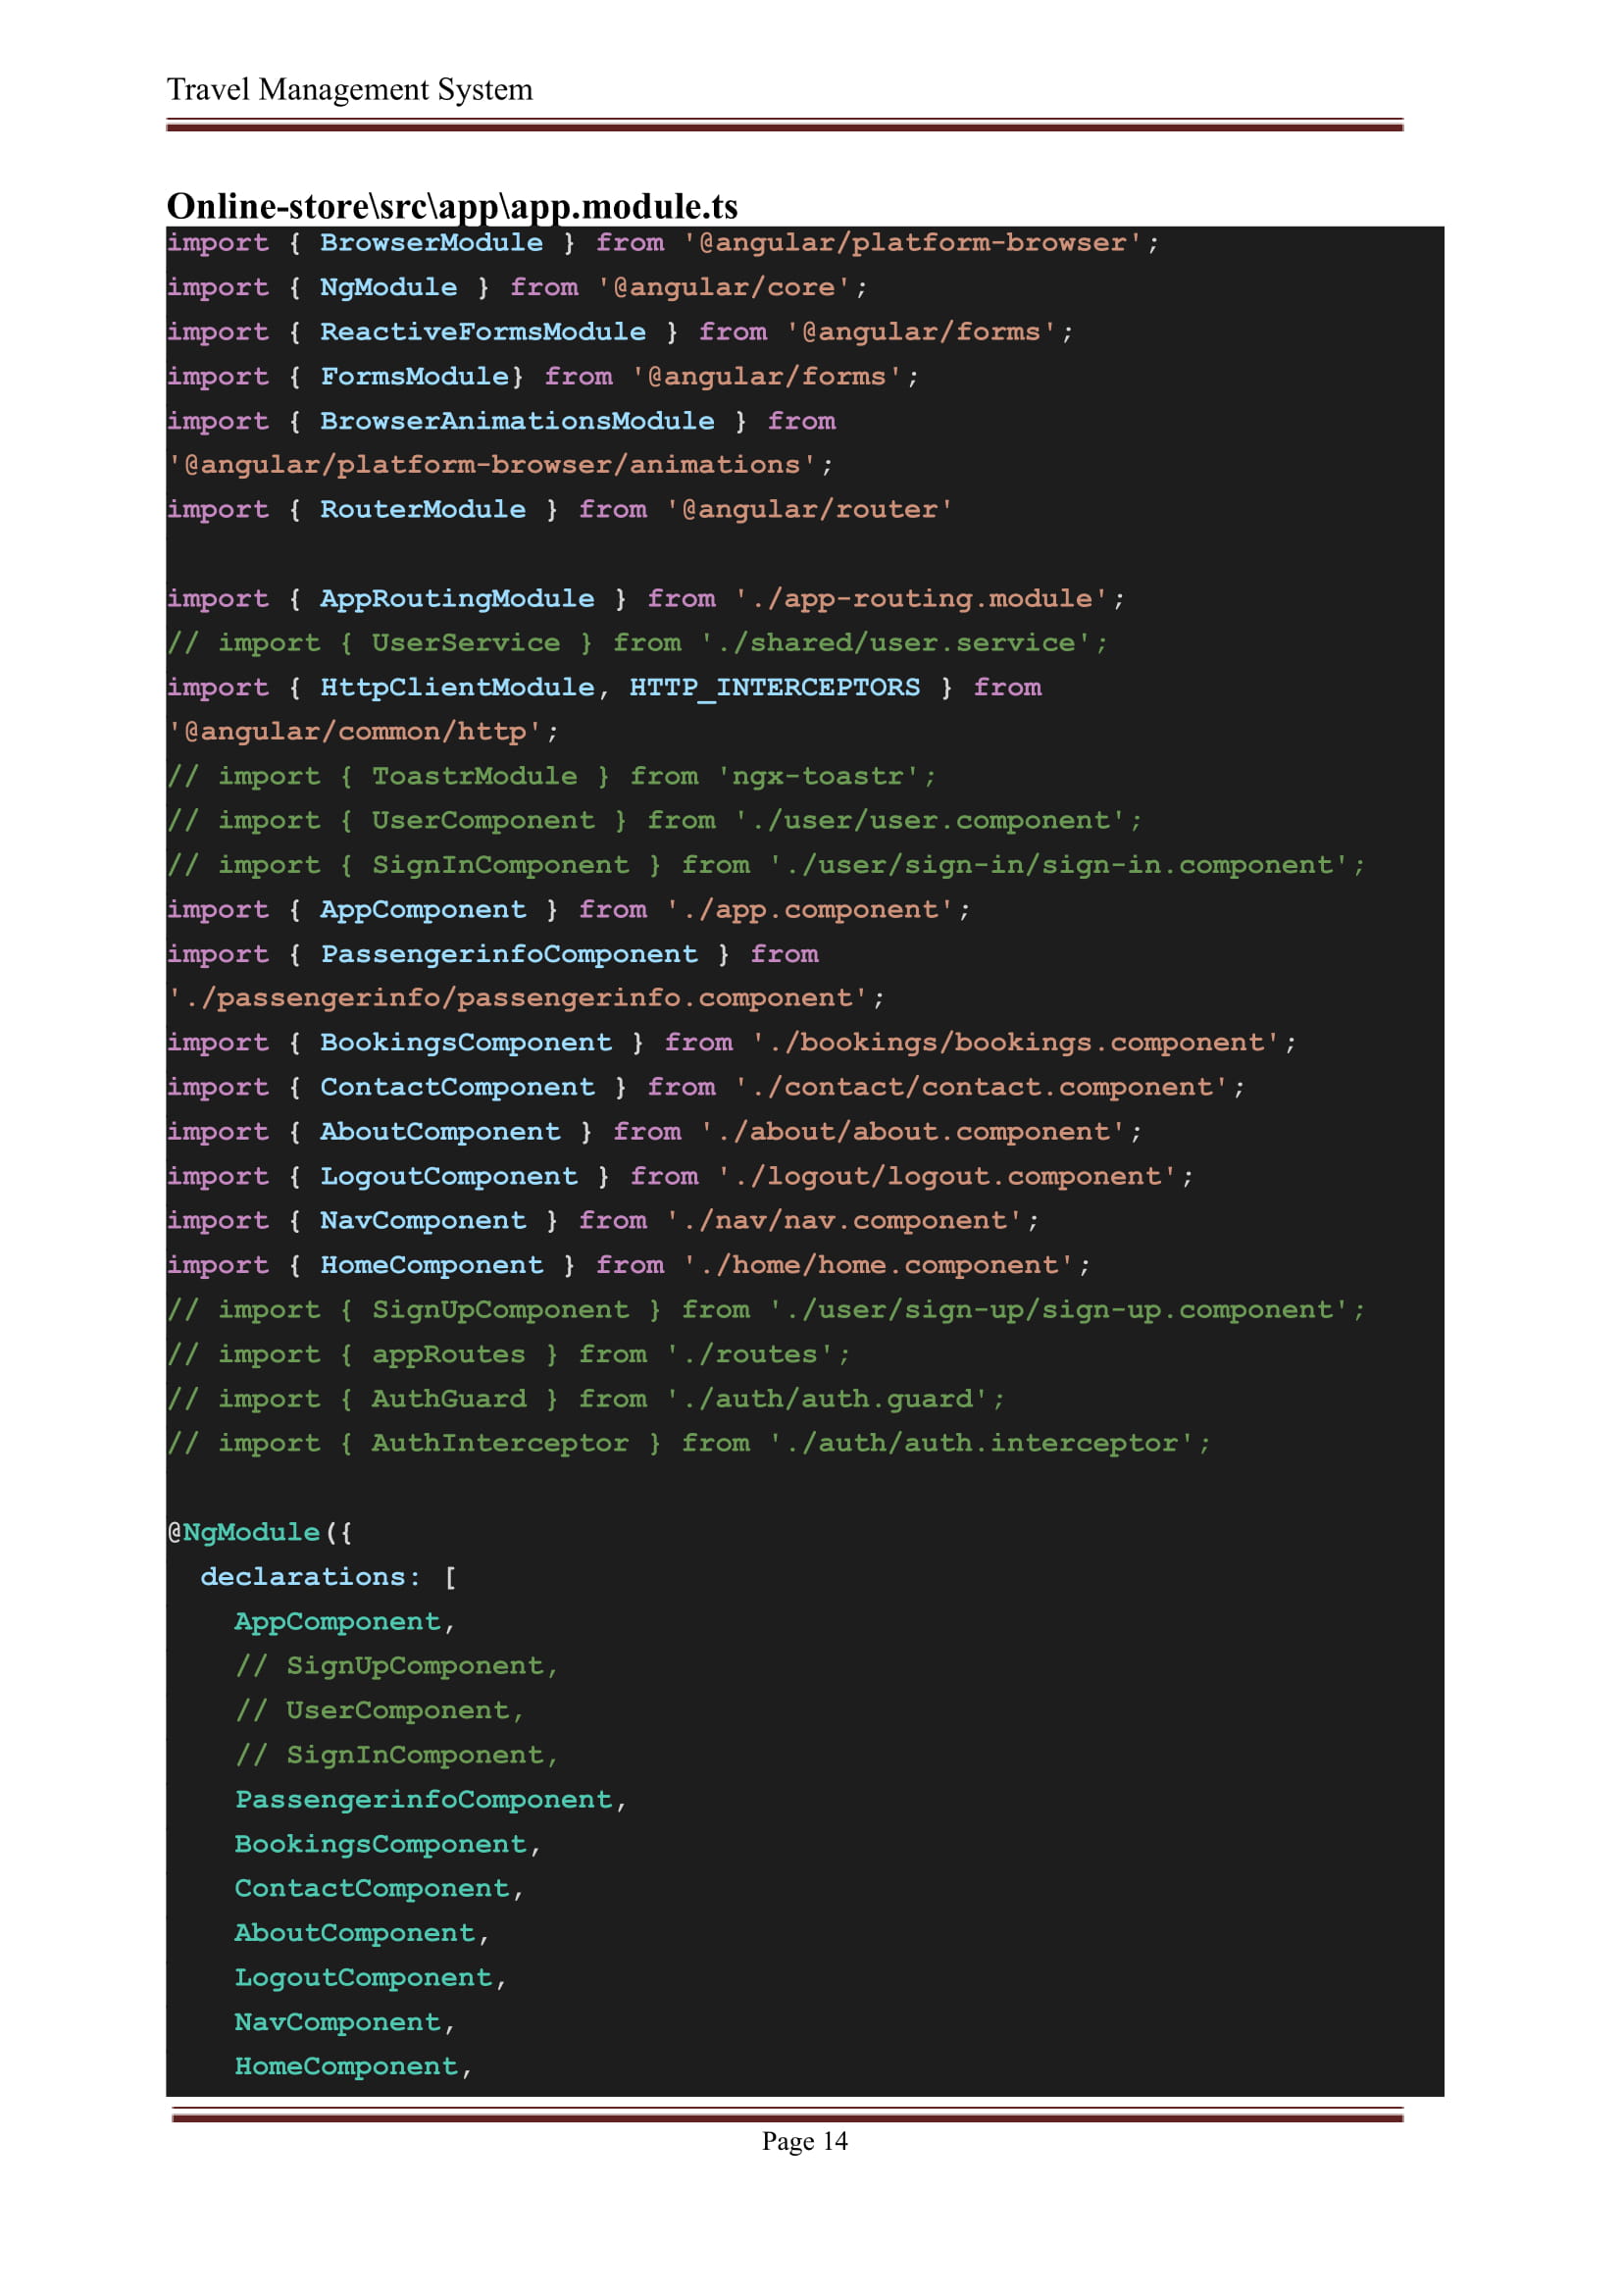 Travel Management System
Online-store\src\app\app.module.ts
import { BrowserModule } from '@angular/platform-browser';
import { NgModule } from '@angular/core';
import { ReactiveFormsModule } from '@angular/forms';
import { FormsModule} from '@angular/forms';
import { BrowserAnimationsModule } from
'@angular/platform-browser/animations';
import { RouterModule } from '@angular/router'
import { AppRoutingModule } from './app-routing.module';
// import { UserService } from './shared/user.service';
import { HttpClientModule, HTTP_INTERCEPTORS } from
'@angular/common/http';
// import { ToastrModule } from 'ngx-toastr';
// import { UserComponent } from './user/user.component';
// import { SignInComponent } from './user/sign-in/sign-in.component';
import { AppComponent } from './app.component';
import { PassengerinfoComponent } from
'./passengerinfo/passengerinfo.component';
import { BookingsComponent } from './bookings/bookings.component';
import { ContactComponent } from './contact/contact.component';
import { AboutComponent } from './about/about.component';
import { LogoutComponent } from './logout/logout.component';
import { NavComponent } from './nav/nav.component';
import { HomeComponent } from './home/home.component';
// import { SignUpComponent } from './user/sign-up/sign-up.component';
// import { appRoutes } from './routes';
// import { AuthGuard } from './auth/auth.guard';
// import { AuthInterceptor } from './auth/auth.interceptor';
@NgModule({
  declarations: [
    AppComponent,
    // SignUpComponent,
    // UserComponent,
    // SignInComponent,
    PassengerinfoComponent,
    BookingsComponent,
    ContactComponent,
    AboutComponent,
    LogoutComponent,
    NavComponent,
    HomeComponent,
Page 14